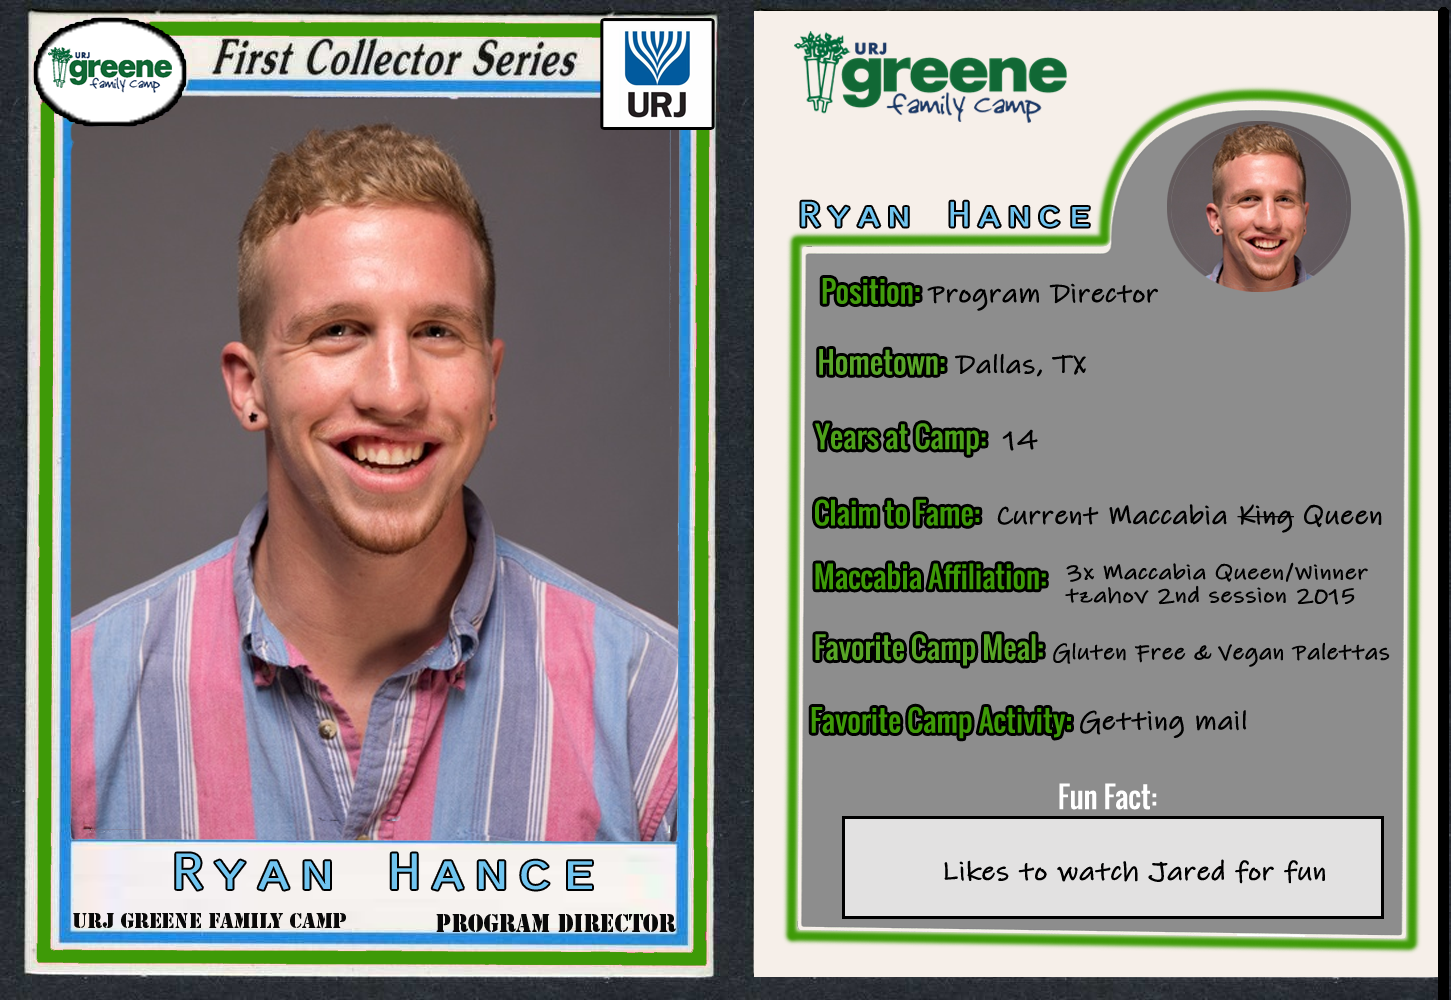 URJ
greene
family camp
First Collector Series
URJ
RYAN HANCE
URJ GREENE FAMILY CAMP
PROGRAM DIRECTOR
URJ
greene
family camp
RYAN HANCE
Position: Program Director
Hometown: Dallas, TX
Years at Camp: 14
Claim to Fame: Current Maccabia King Queen
Maccabia Affiliation: 3x Maccabia Queen/Winner
tzahov 2nd session 2015
Favorite Camp Meal: Gluten Free & Vegan Palettas
Favorite Camp Activity: Getting mail
Fun Fact:
Likes to watch Jared for fun